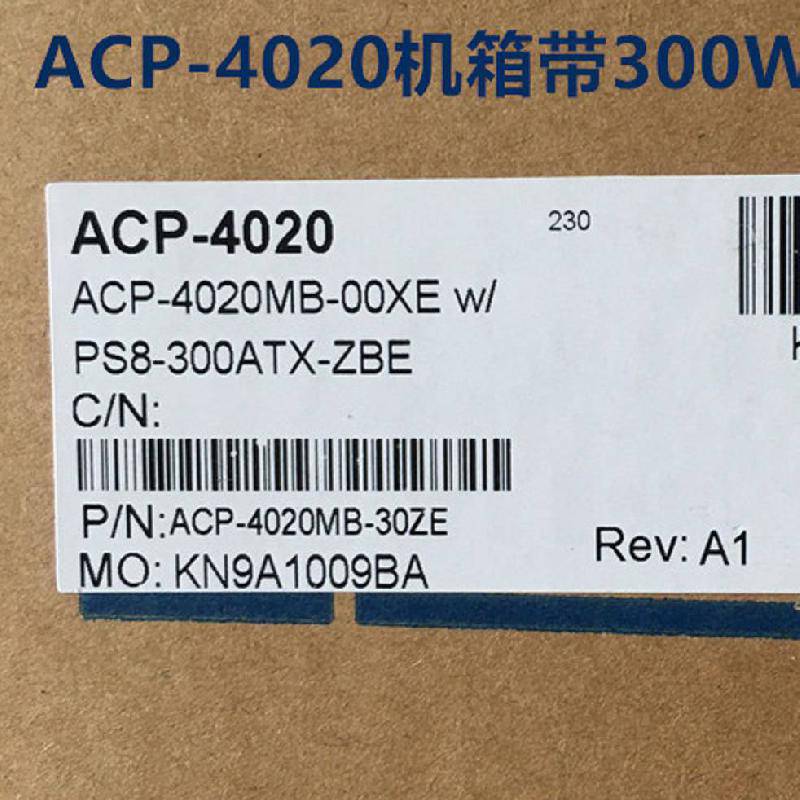 ACP-4020机箱带300W
ACP-4020
230
ACP-4020MB-00XE w/
PS8-300ATX-ZBE
C/N:
P/N:ACP-4020MB-30ZE
Rev: A1
MO: KN9A1009BA